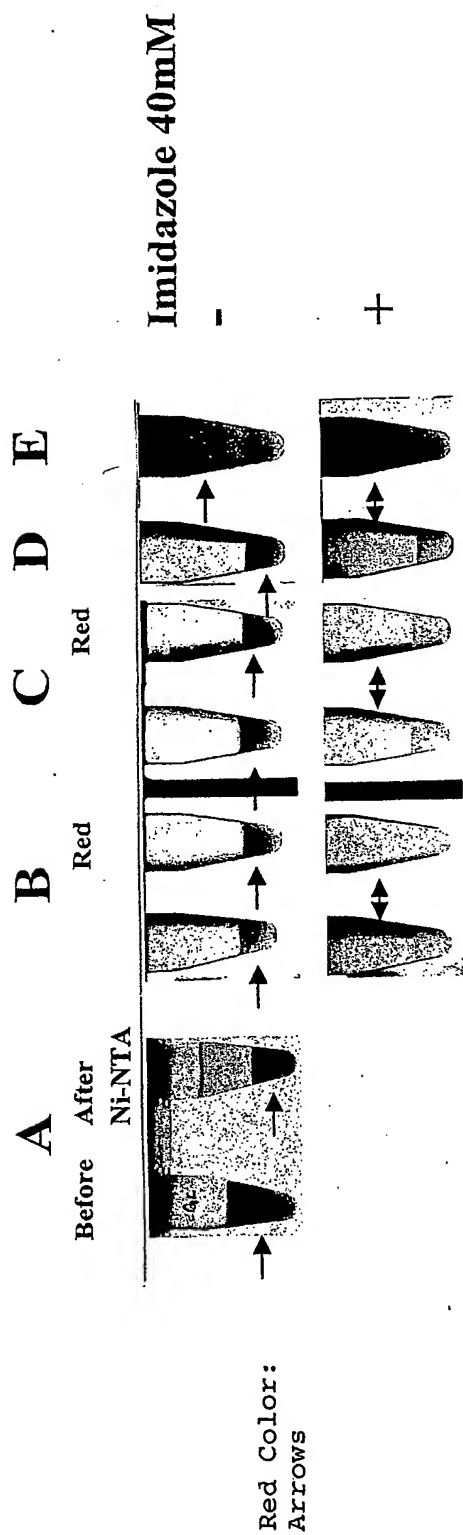 A B C D E
Before After Red Red
Ni-NTA
Imidazole 40mM
-
+
Red Color:
Arrows